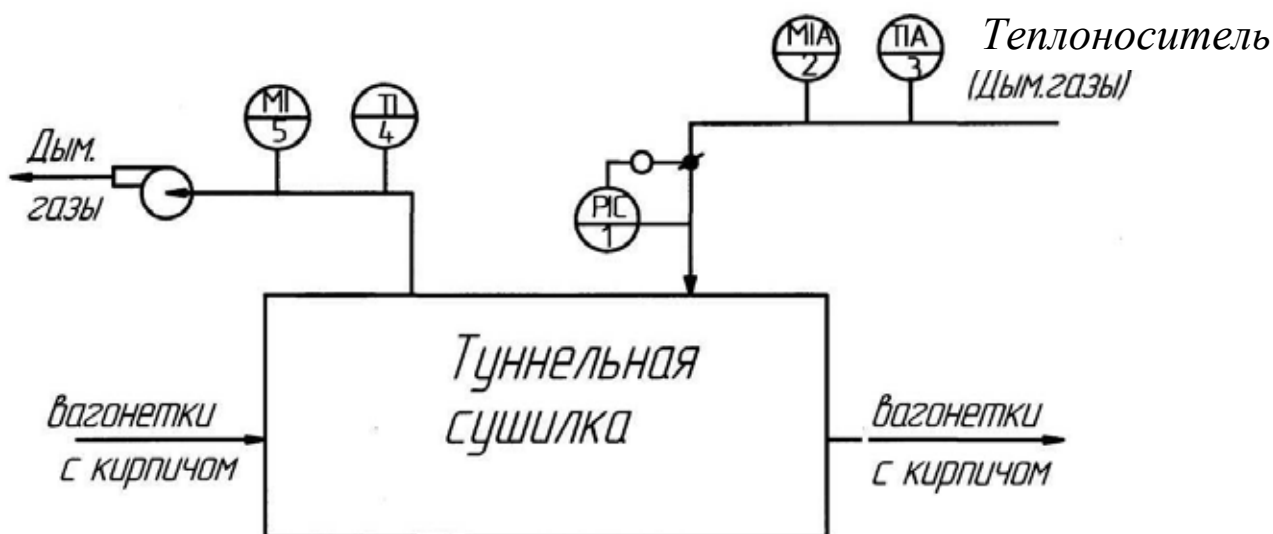 MIA
2
TIA
3
Теплоноситель
(Дым.газы)
MI
5
TI
4
Дым.
газы
PIC
1
Туннельная
сушилка
вагонетки
с кирпичом
вагонетки
с кирпичом